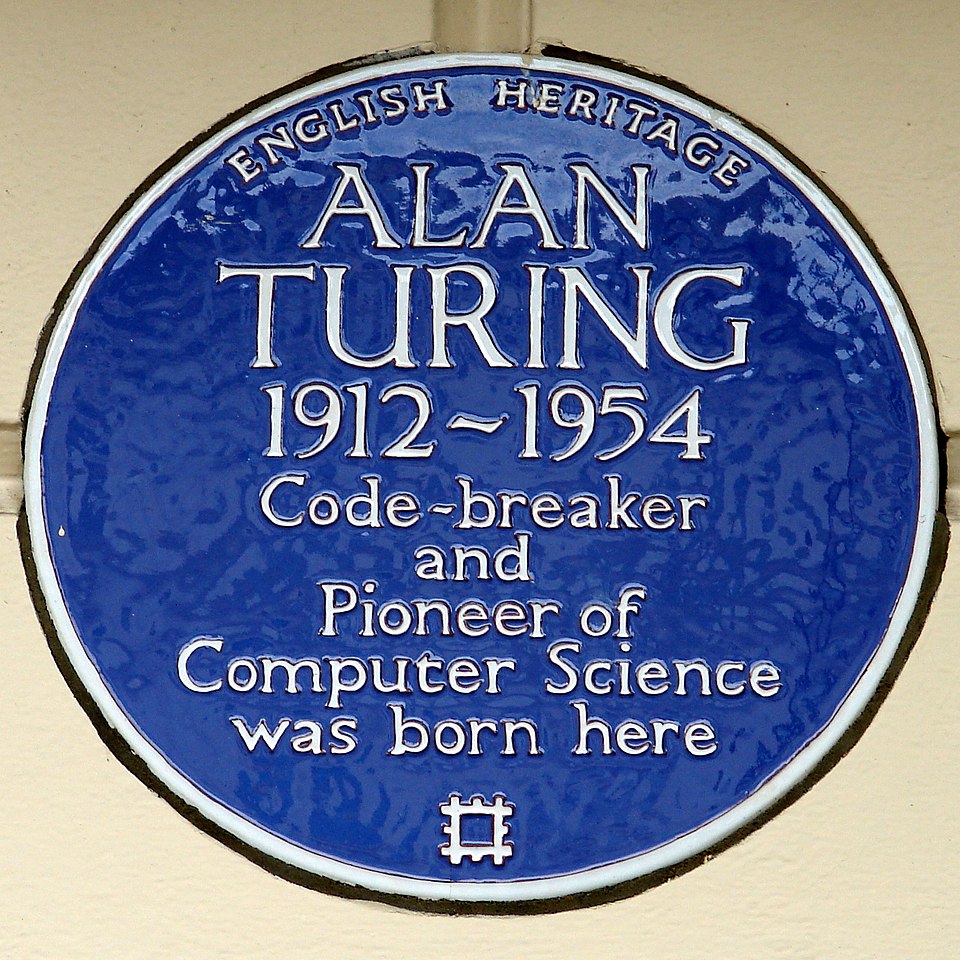 ENGLISH HERITAGE
ALAN
TURING
1912~1954
Code-breaker
and
Pioneer of
Computer Science
was born here